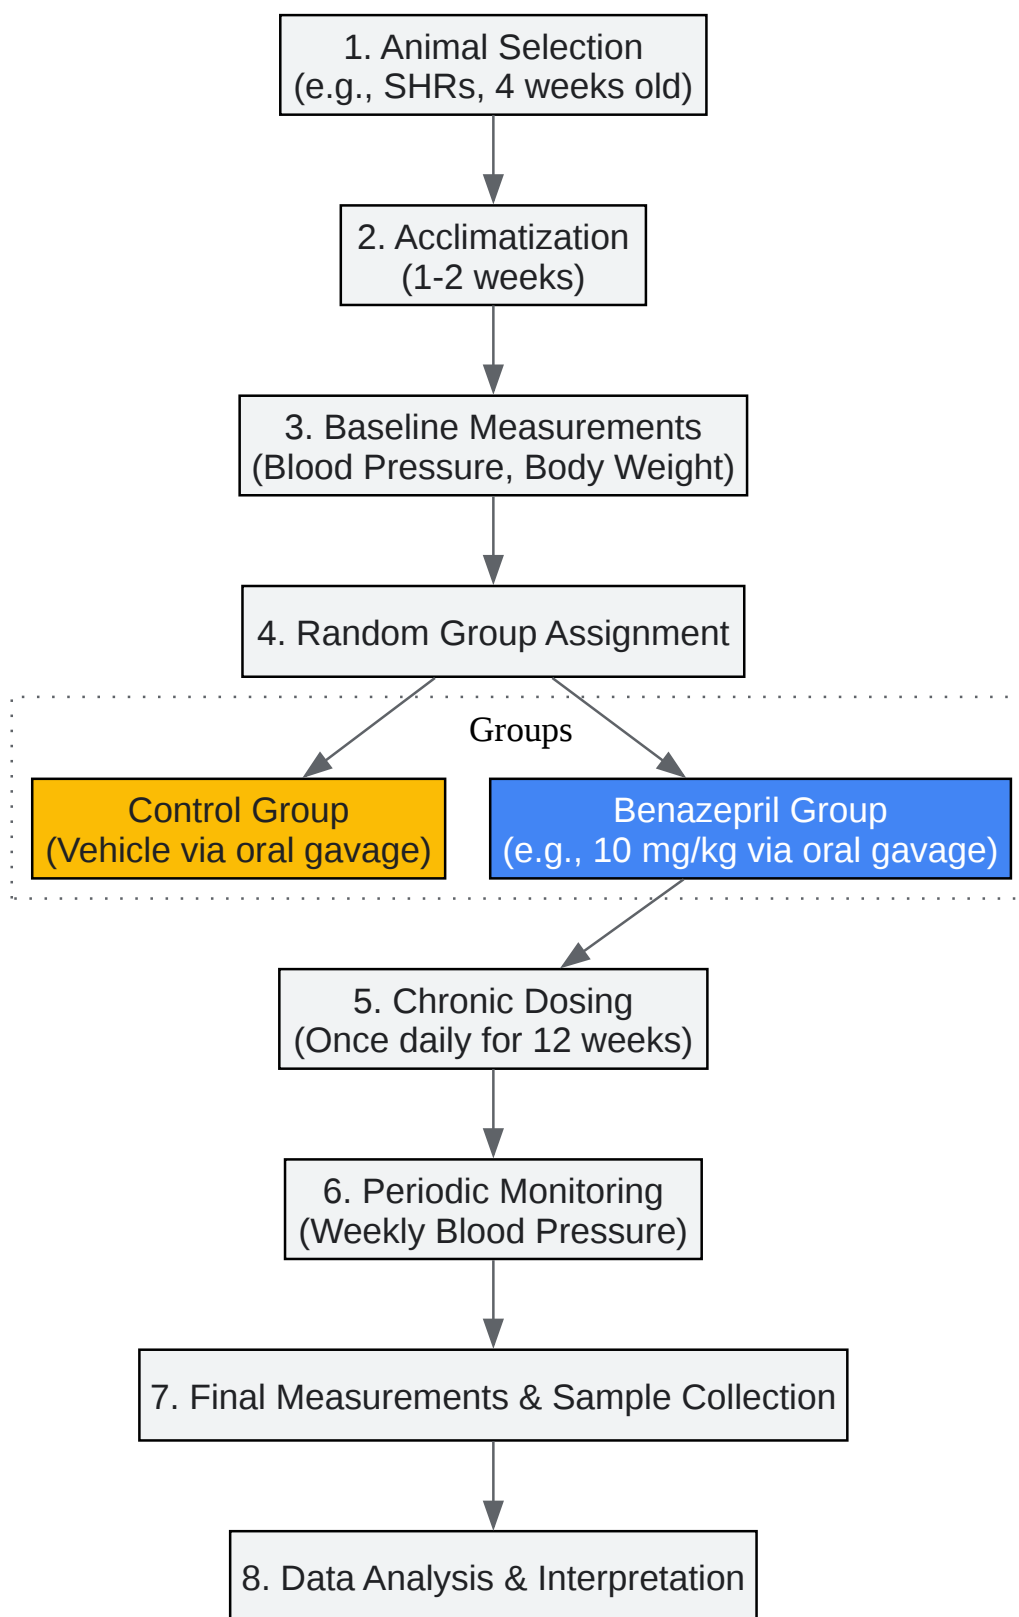 1. Animal Selection
(e.g., SHRs, 4 weeks old)
2. Acclimatization
(1-2 weeks)
3. Baseline Measurements
(Blood Pressure, Body Weight)
4. Random Group Assignment
Groups
Control Group
(Vehicle via oral gavage)
Benazepril Group
(e.g., 10 mg/kg via oral gavage)
5. Chronic Dosing
(Once daily for 12 weeks)
6. Periodic Monitoring
(Weekly Blood Pressure)
7. Final Measurements & Sample Collection
8. Data Analysis & Interpretation